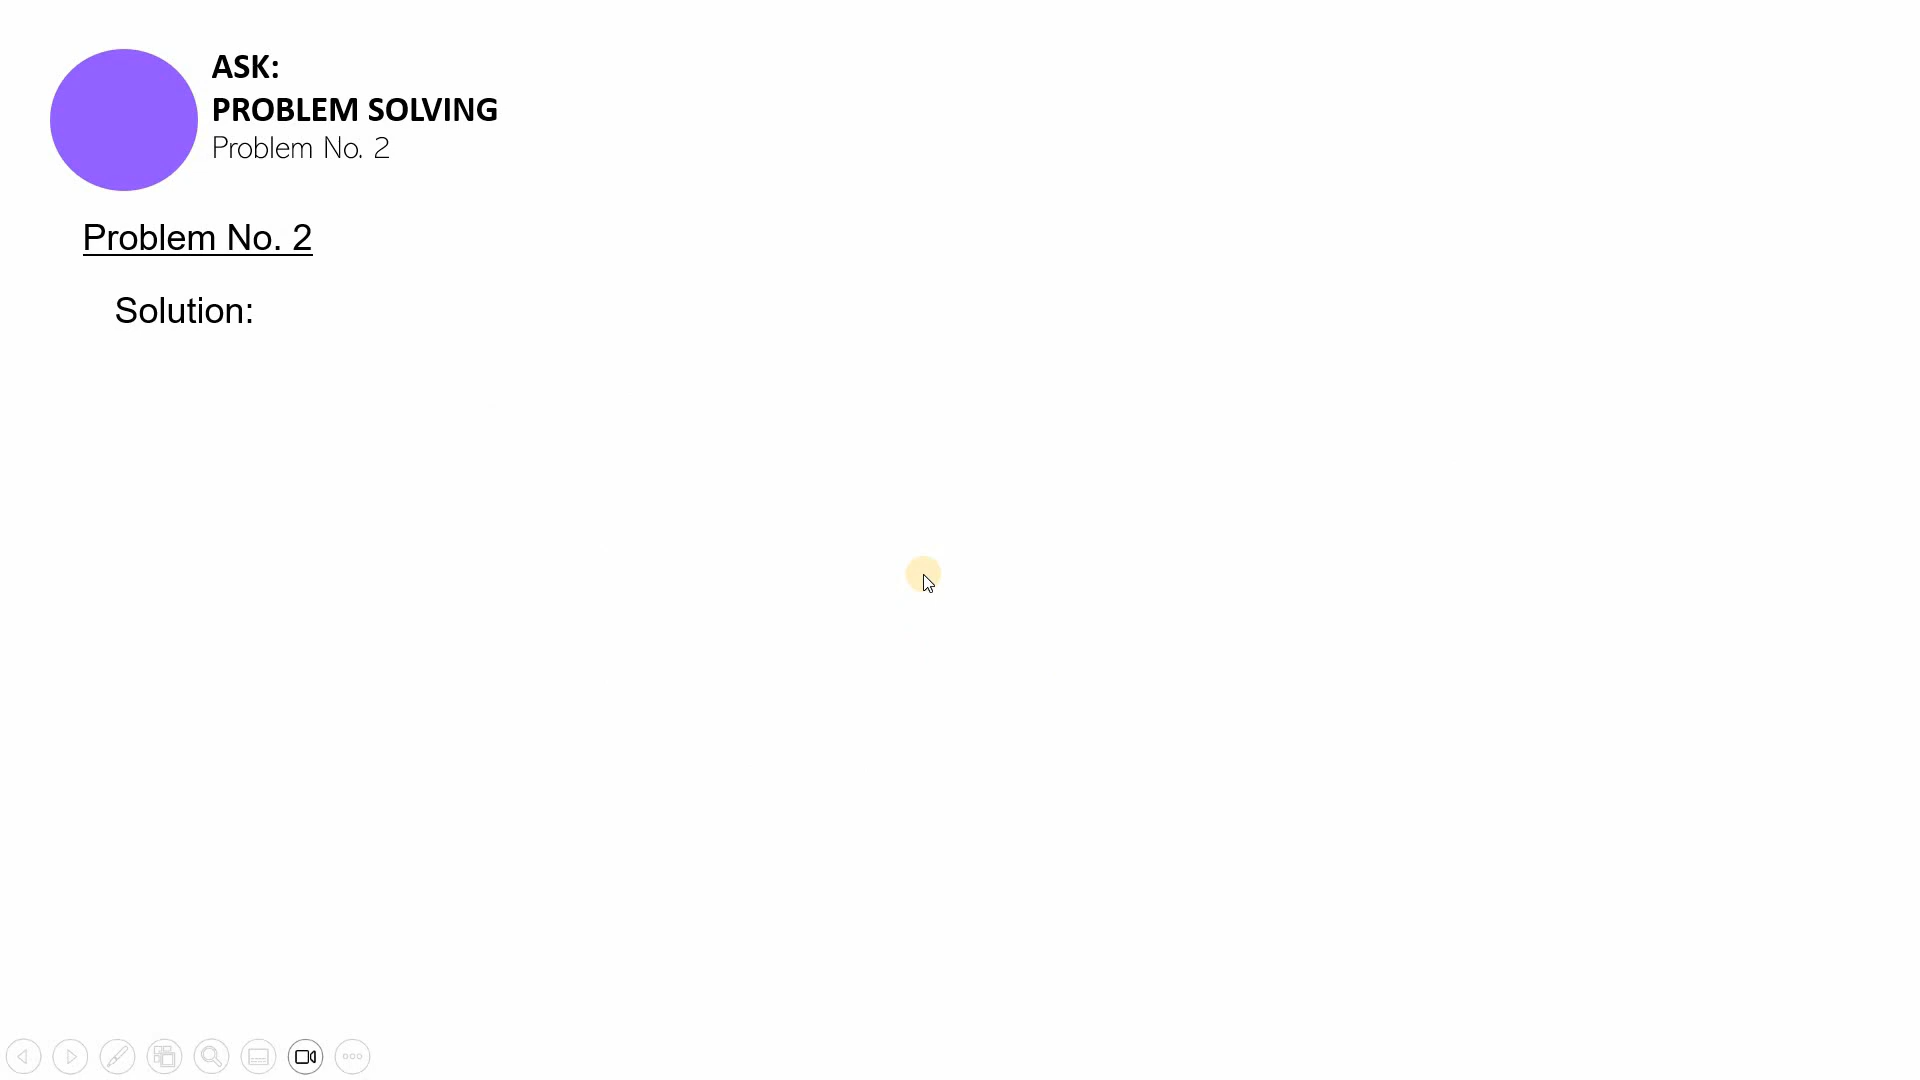 ASK:
PROBLEM SOLVING
Problem No. 2
Problem No. 2
Solution: